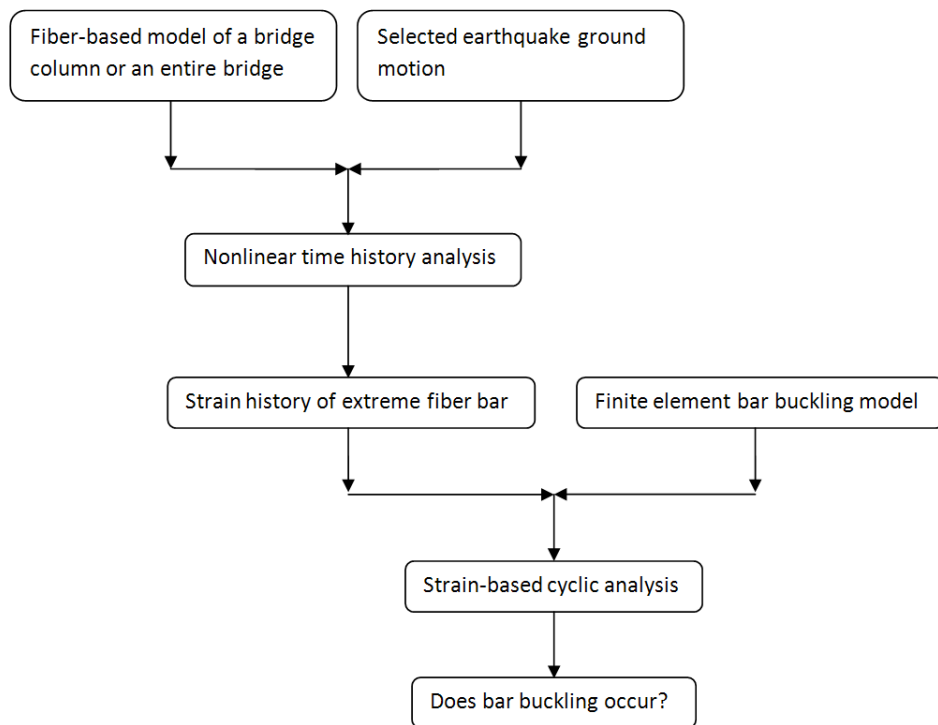 Fiber-based model of a bridge
column or an entire bridge
Selected earthquake ground
motion
Nonlinear time history analysis
Strain history of extreme fiber bar
Finite element bar buckling model
Strain-based cyclic analysis
Does bar buckling occur?